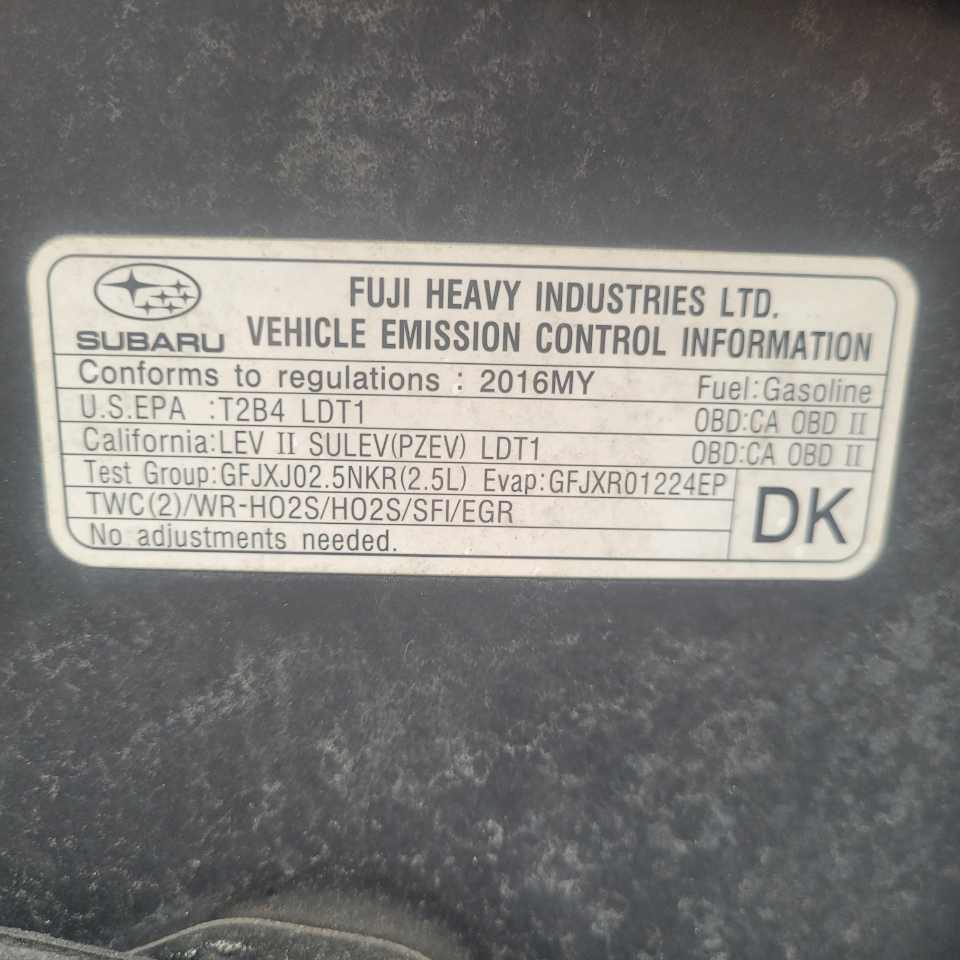 FUJI HEAVY INDUSTRIES LTD.
SUBARU VEHICLE EMISSION CONTROL INFORMATION
Conforms to regulations : 2016MY Fuel:Gasoline
U.S.EPA :T2B4 LDT1 OBD:CA OBD II
California:LEV II SULEV(PZEV) LDT1 OBD:CA OBD II
Test Group:GFJXJ02.5NKR(2.5L) Evap:GFJXR01224EP
TWC(2)/WR-HO2S/HO2S/SFI/EGR
No adjustments needed.
DK